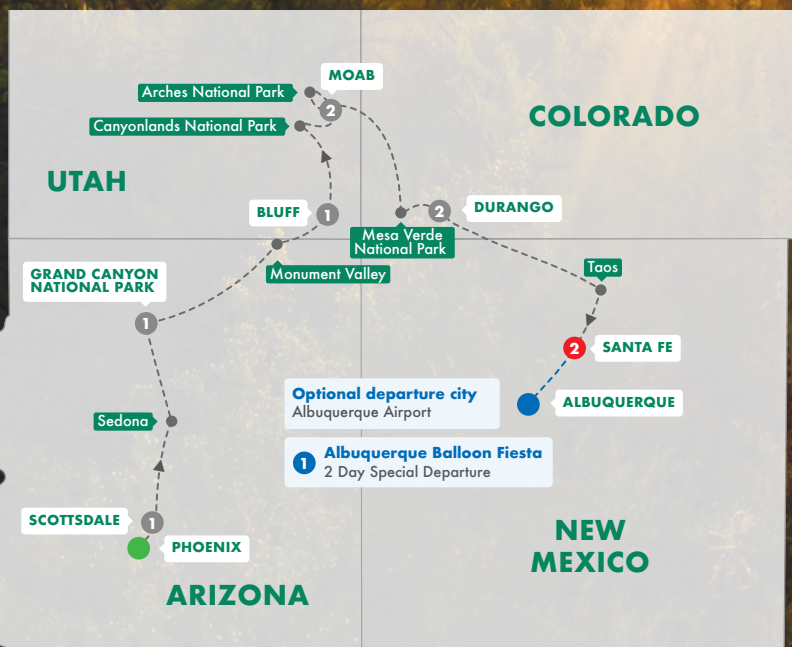 MOAB
Arches National Park
2
COLORADO
Canyonlands National Park
UTAH
BLUFF
1
2
DURANGO
Mesa Verde
National Park
Monument Valley
Taos
GRAND CANYON
NATIONAL PARK
1
2
SANTA FE
Optional departure city
Albuquerque Airport
ALBUQUERQUE
Sedona
1
Albuquerque Balloon Fiesta
2 Day Special Departure
SCOTTSDALE
1
PHOENIX
NEW
MEXICO
ARIZONA